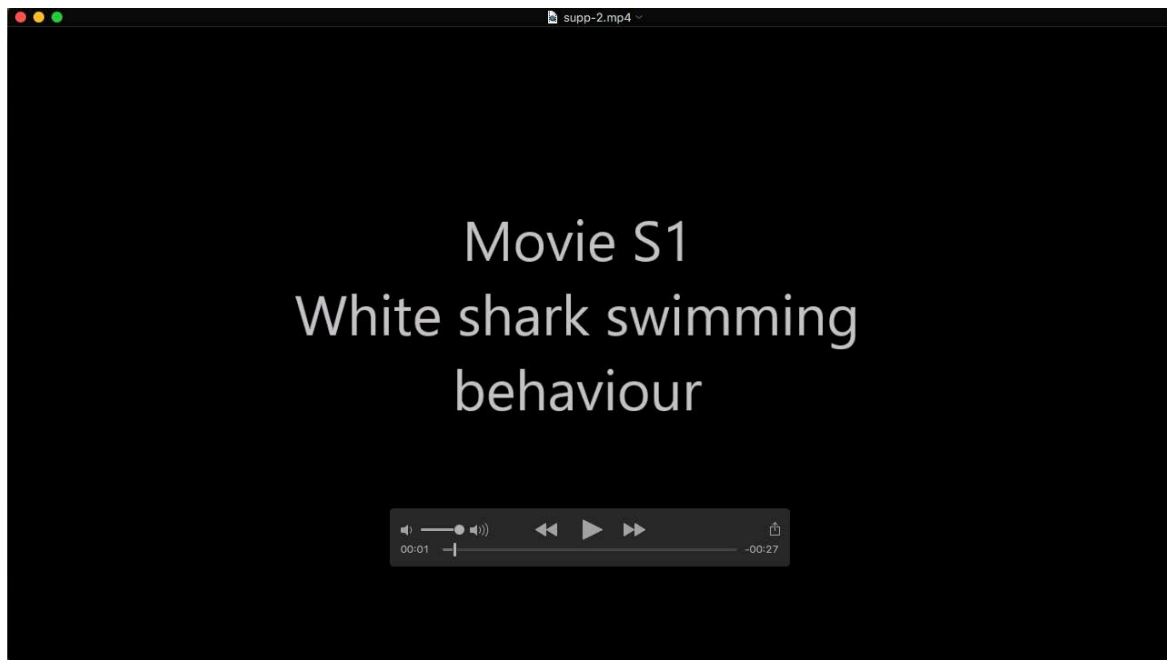 supp-2.mp4
Movie S1
White shark swimming
behaviour
00:01
-00:27